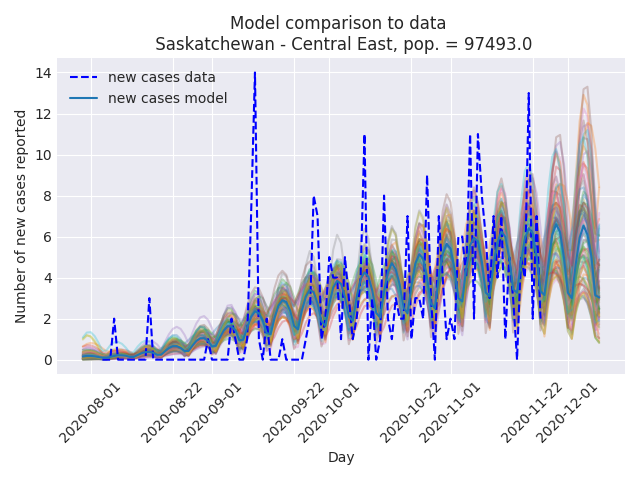 Model comparison to data
Saskatchewan - Central East, pop. = 97493.0
new cases data
new cases model
Number of new cases reported
14
12
10
8
6
4
2
0
2020-08-01
2020-08-22
2020-09-01
2020-09-22
2020-10-01
2020-10-22
2020-11-01
2020-11-22
2020-12-01
Day